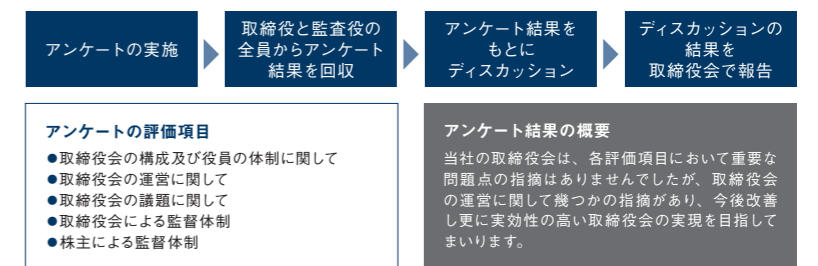 アンケートの実施
取締役と監査役の
全員からアンケート
結果を回収
アンケート結果を
もとに
ディスカッション
ディスカッションの
結果を
取締役会で報告
アンケートの評価項目
●取締役会の構成及び役員の体制に関して
●取締役会の運営に関して
●取締役会の議題に関して
●取締役会による監督体制
●株主による監督体制
アンケート結果の概要
当社の取締役会は、各評価項目において重要な
問題点の指摘はありませんでしたが、取締役会
の運営に関して幾つかの指摘があり、今後改善
し更に実効性の高い取締役会の実現を目指して
まいります。